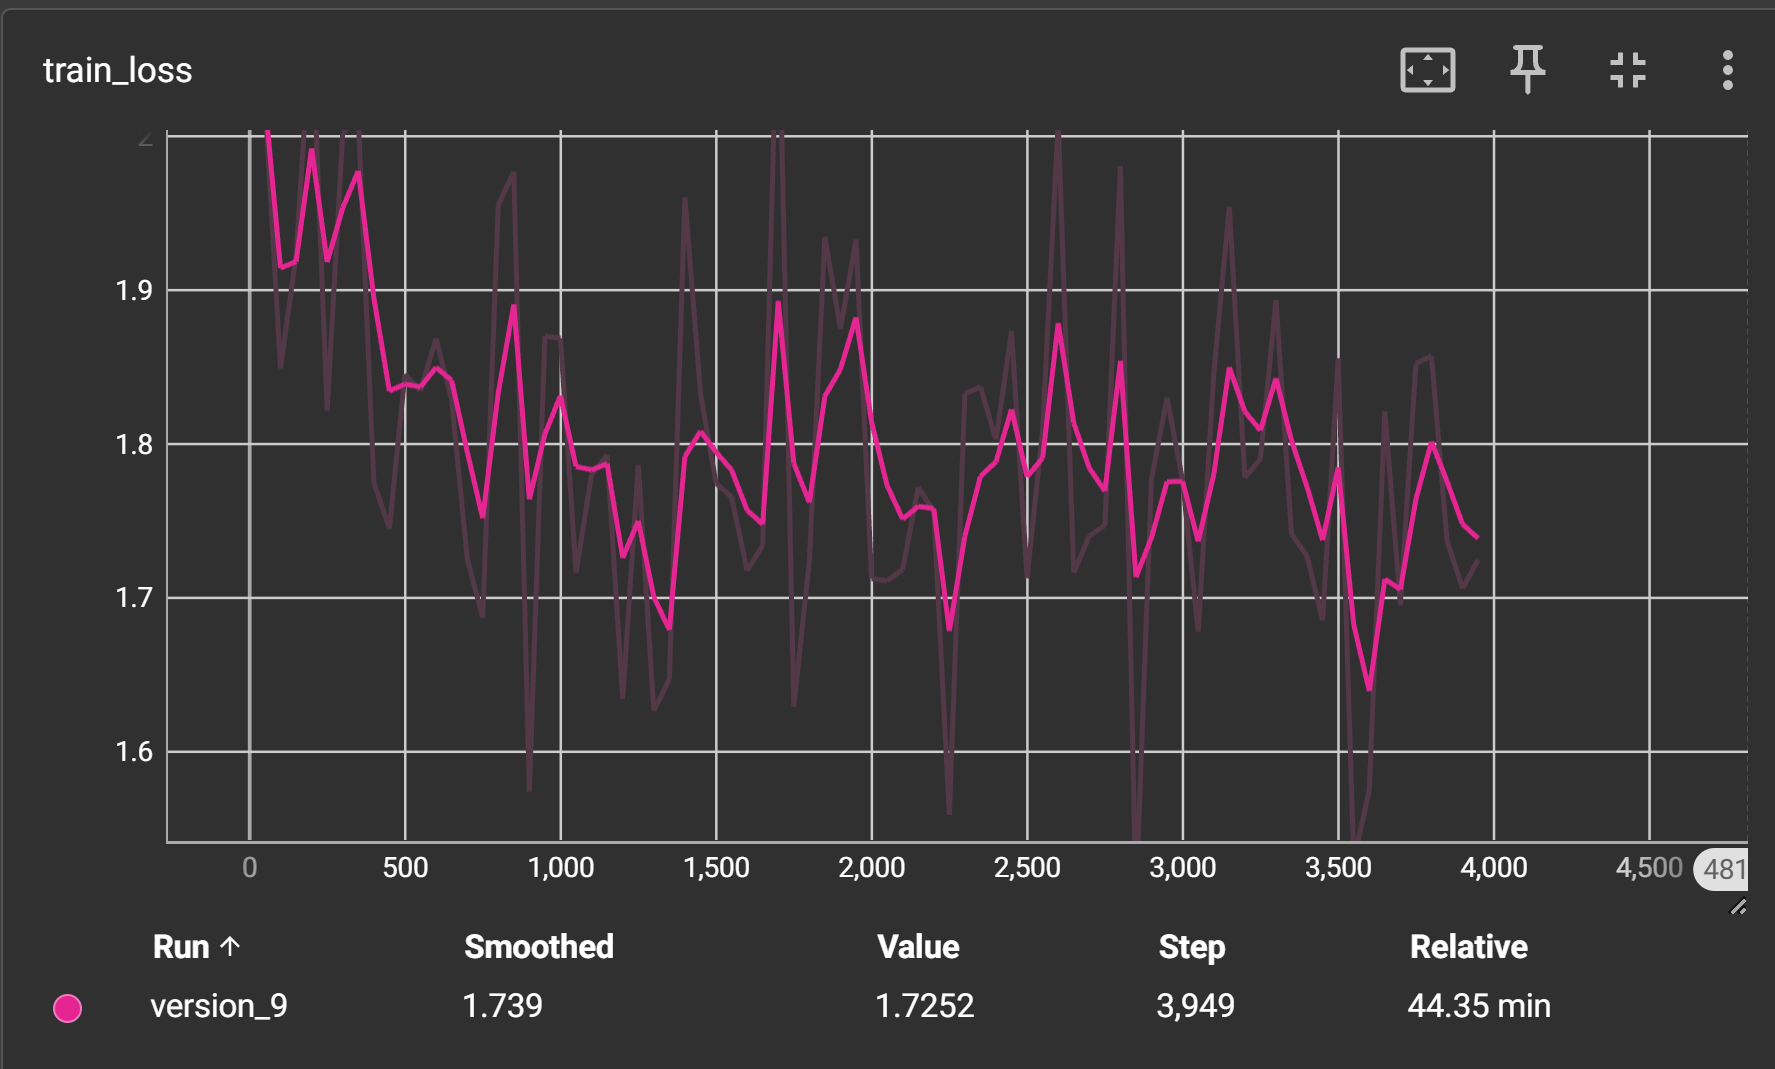 train_loss
2
1.9
1.8
1.7
1.6
0 500 1,000 1,500 2,000 2,500 3,000 3,500 4,000 4,500 481
Run ↑ Smoothed Value Step Relative
version_9 1.739 1.7252 3,949 44.35 min